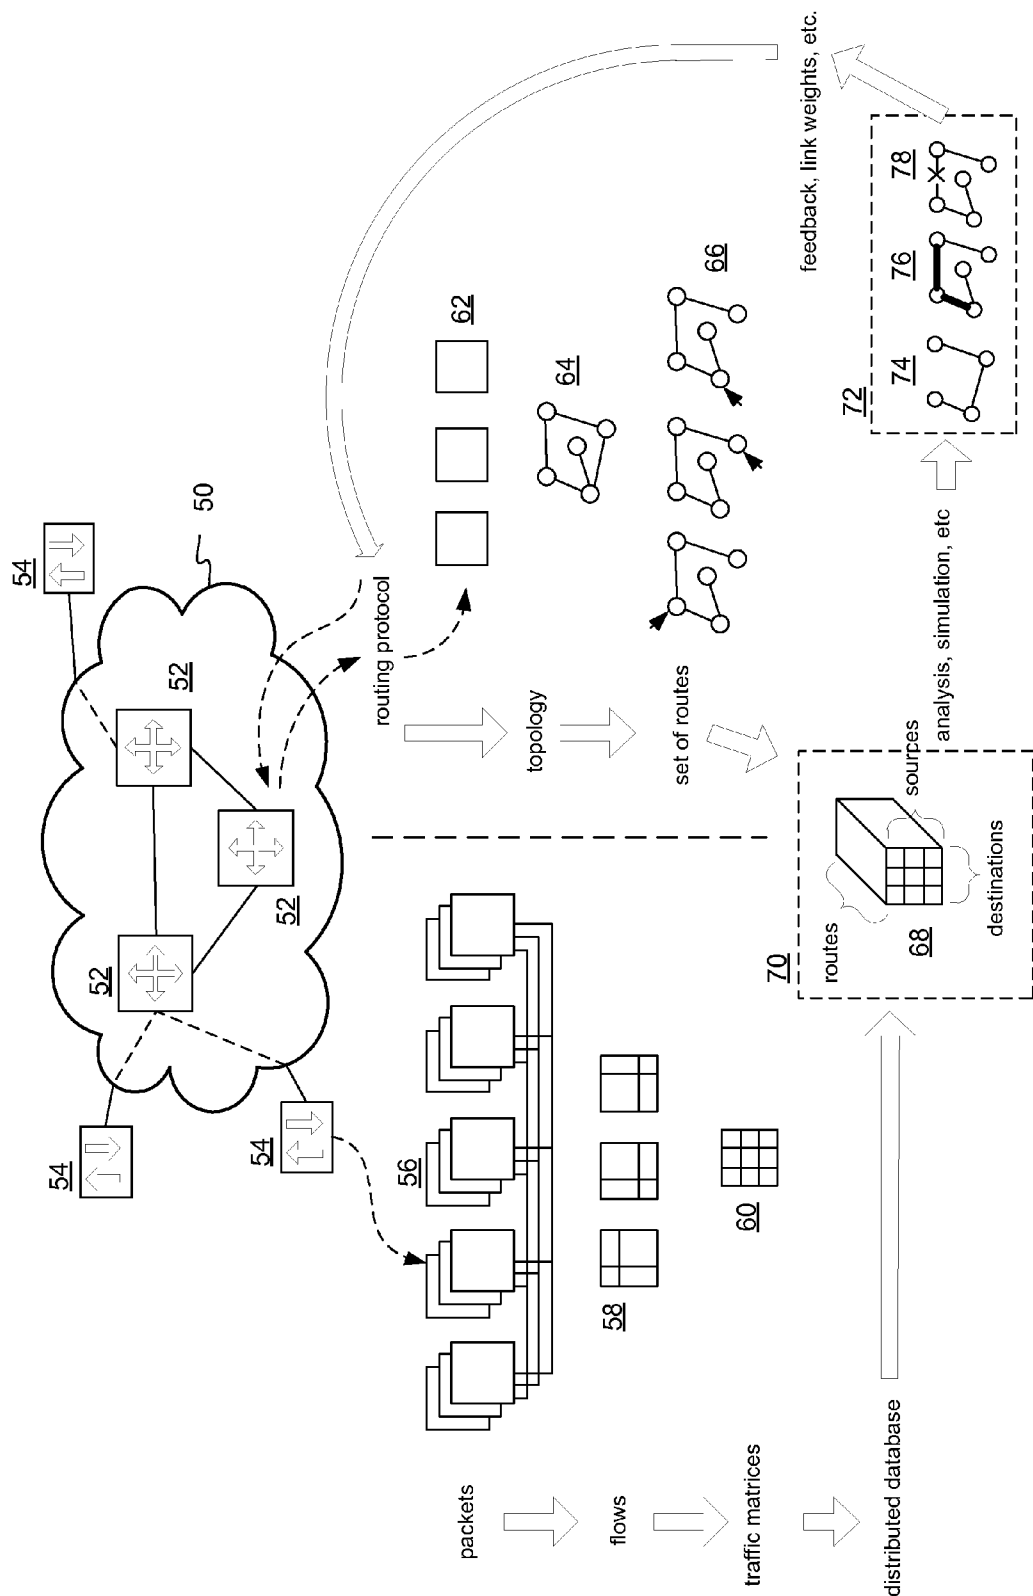 54
50
52
52
52
54
54
routing protocol
topology
set of routes
62
64
66
packets
flows
traffic matrices
distributed database
56
58
60
70
routes
sources
68
destinations
analysis, simulation, etc
72
74
76
78
feedback, link weights, etc.